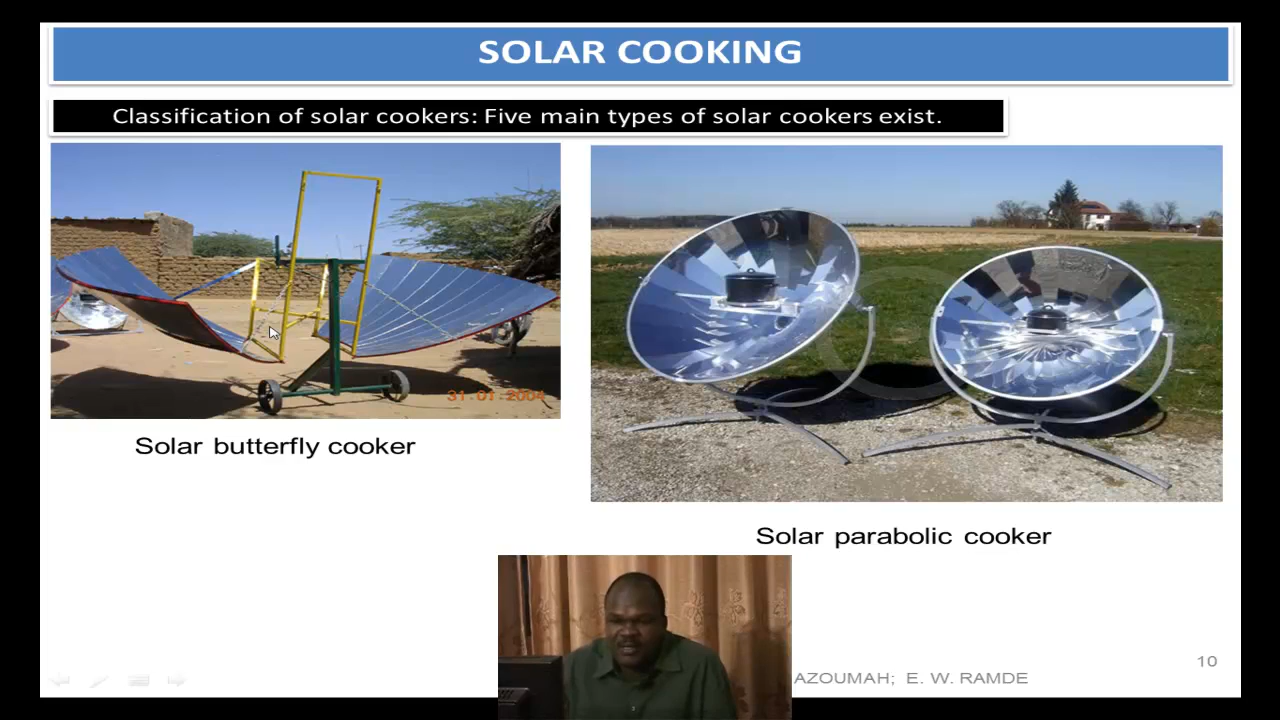 SOLAR COOKING
Classification of solar cookers: Five main types of solar cookers exist.
31.01.2004
Solar butterfly cooker
Solar parabolic cooker
10
AZOUMAH; E. W. RAMDE